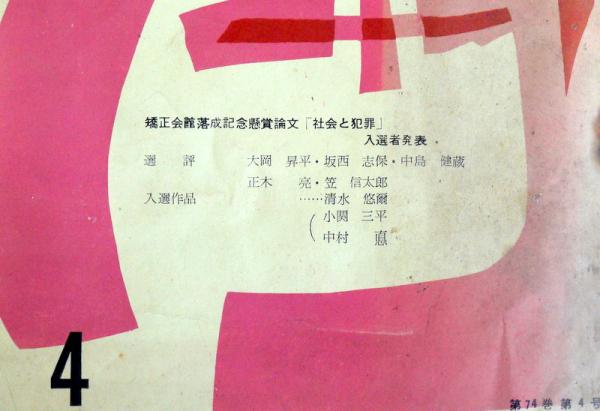 矯正会館落成記念懸賞論文「社会と犯罪」
入選者発表
選 評 大岡 昇平・坂西 志保・中島 健蔵
正木 亮・笠 信太郎
入選作品 ……清水 悠爾
小関 三平
中村 直
4
第74巻 第4号